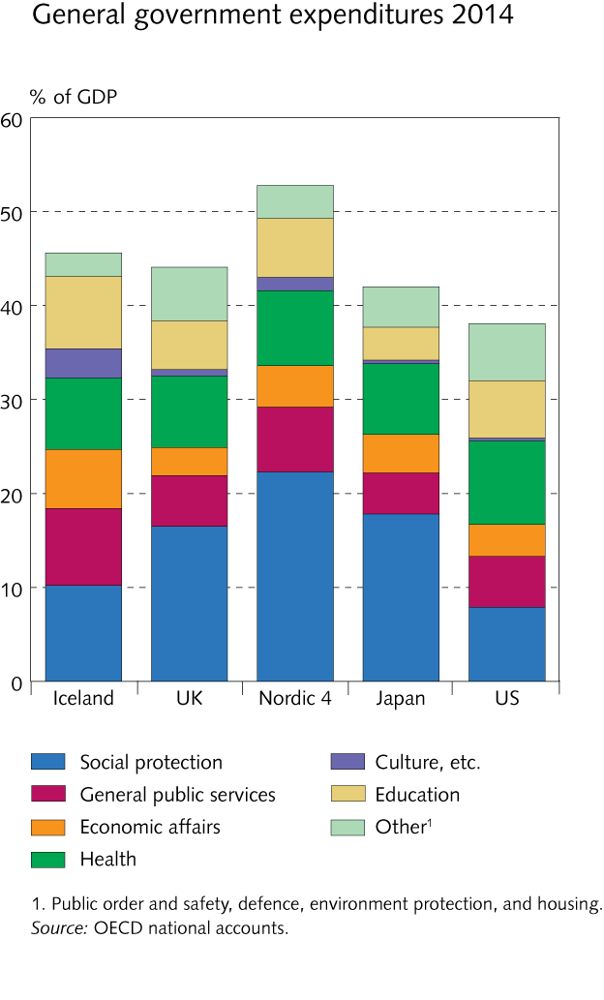 General government expenditures 2014
% of GDP
60
50
40
30
20
10
0
Iceland UK Nordic 4 Japan US
Social protection
General public services
Economic affairs
Health
Culture, etc.
Education
Other¹
1. Public order and safety, defence, environment protection, and housing.
Source: OECD national accounts.